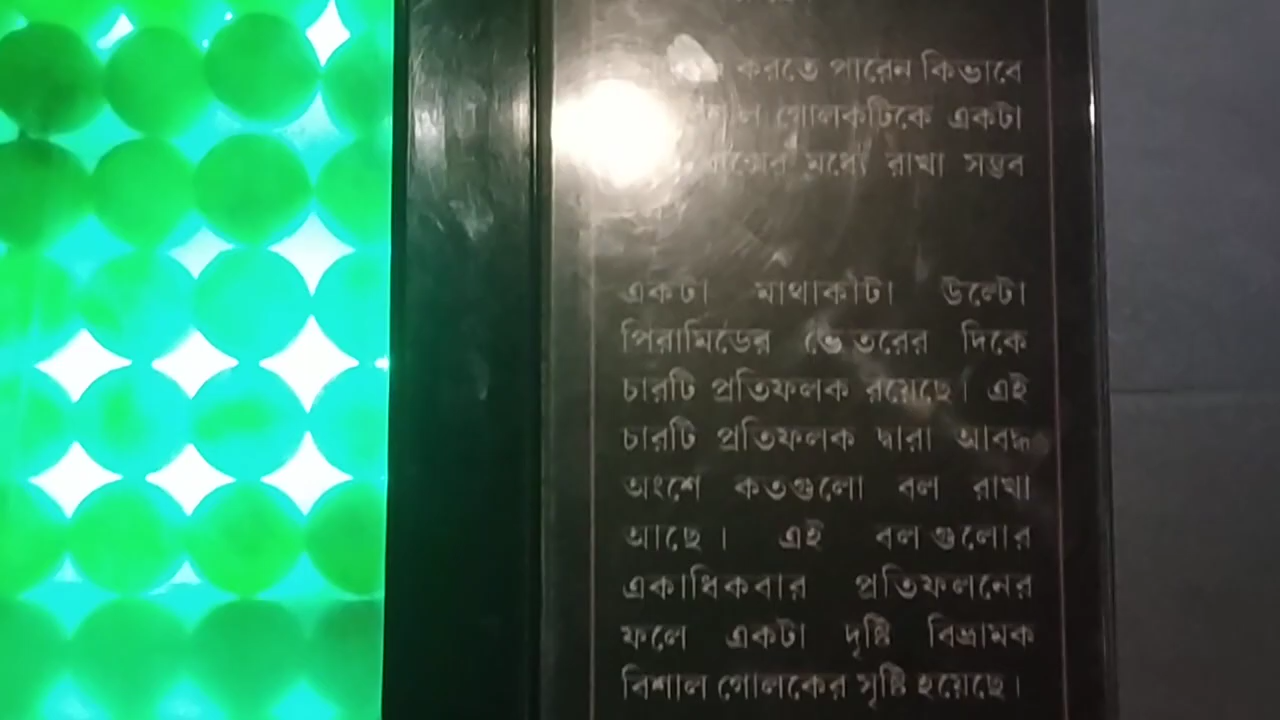 করতে পারেন কিভাবে
গোলকটিকে একটা
মধ্যে রাখা সম্ভব
একটা মাথাকাটা উল্টো
পিরামিডের ভেতরের দিকে
চারটি প্রতিফলক রয়েছে। এই
চারটি প্রতিফলক দ্বারা আবদ্ধ
অংশে কতগুলো বল রাখা
আছে। এই বলগুলোর
একাধিকবার প্রতিফলনের
ফলে একটা দৃষ্টি বিভ্রামক
বিশাল গোলকের সৃষ্টি হয়েছে।